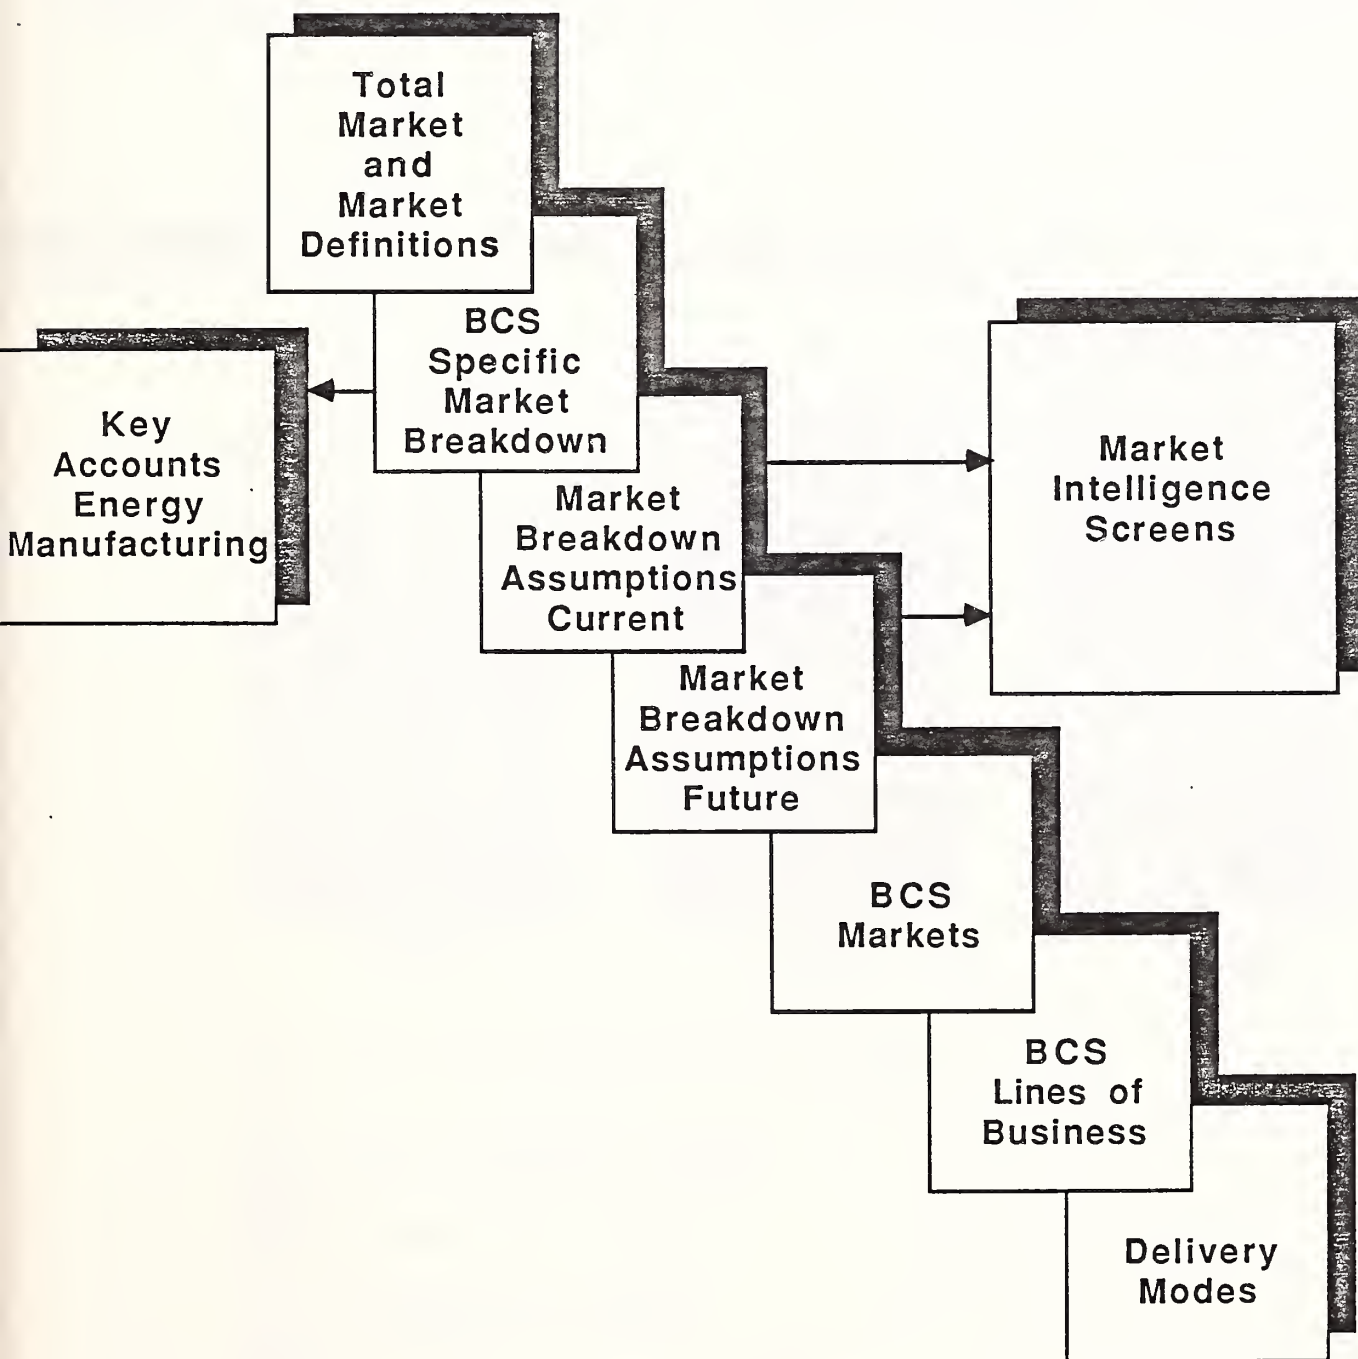 Total
Market
and
Market
Definitions
BCS
Specific
Market
Breakdown
Key
Accounts
Energy
Manufacturing
Market
Breakdown
Assumptions
Current
Market
Intelligence
Screens
Market
Breakdown
Assumptions
Future
BCS
Markets
BCS
Lines of
Business
Delivery
Modes